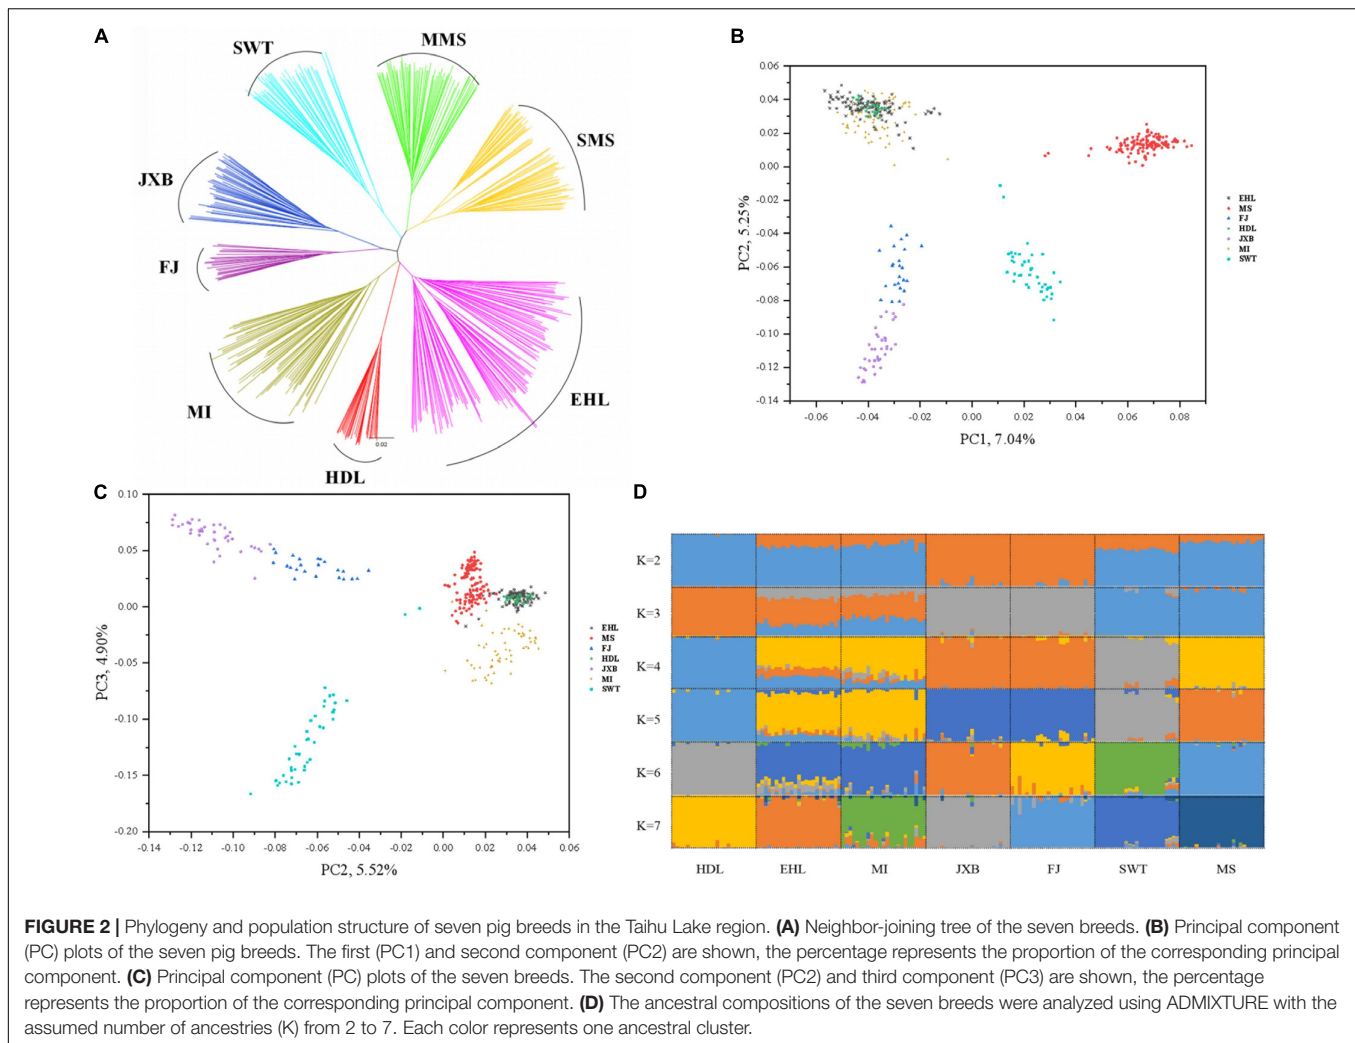 A
SWT
MMS
SMS
JXB
FJ
MI
HDL
EHL
0.02
B
0.06
0.04
0.02
0.00
-0.02
-0.04
-0.06
-0.08
-0.10
-0.12
-0.14
PC2, 5.25%
-0.06
-0.04
-0.02
0.00
0.02
0.04
0.06
0.08
PC1, 7.04%
EHL
MS
FJ
HDL
JXB
MI
SWT
C
0.10
0.05
0.00
-0.05
-0.10
-0.15
-0.20
PC3, 4.90%
-0.14
-0.12
-0.10
-0.08
-0.06
-0.04
-0.02
0.00
0.02
0.04
0.06
PC2, 5.52%
EHL
MS
FJ
HDL
JXB
MI
SWT
D
K=2
K=3
K=4
K=5
K=6
K=7
HDL EHL MI JXB FJ SWT MS
FIGURE 2 | Phylogeny and population structure of seven pig breeds in the Taihu Lake region. (A) Neighbor-joining tree of the seven breeds. (B) Principal component
(PC) plots of the seven pig breeds. The first (PC1) and second component (PC2) are shown, the percentage represents the proportion of the corresponding principal
component. (C) Principal component (PC) plots of the seven breeds. The second component (PC2) and third component (PC3) are shown, the percentage
represents the proportion of the corresponding principal component. (D) The ancestral compositions of the seven breeds were analyzed using ADMIXTURE with the
assumed number of ancestries (K) from 2 to 7. Each color represents one ancestral cluster.